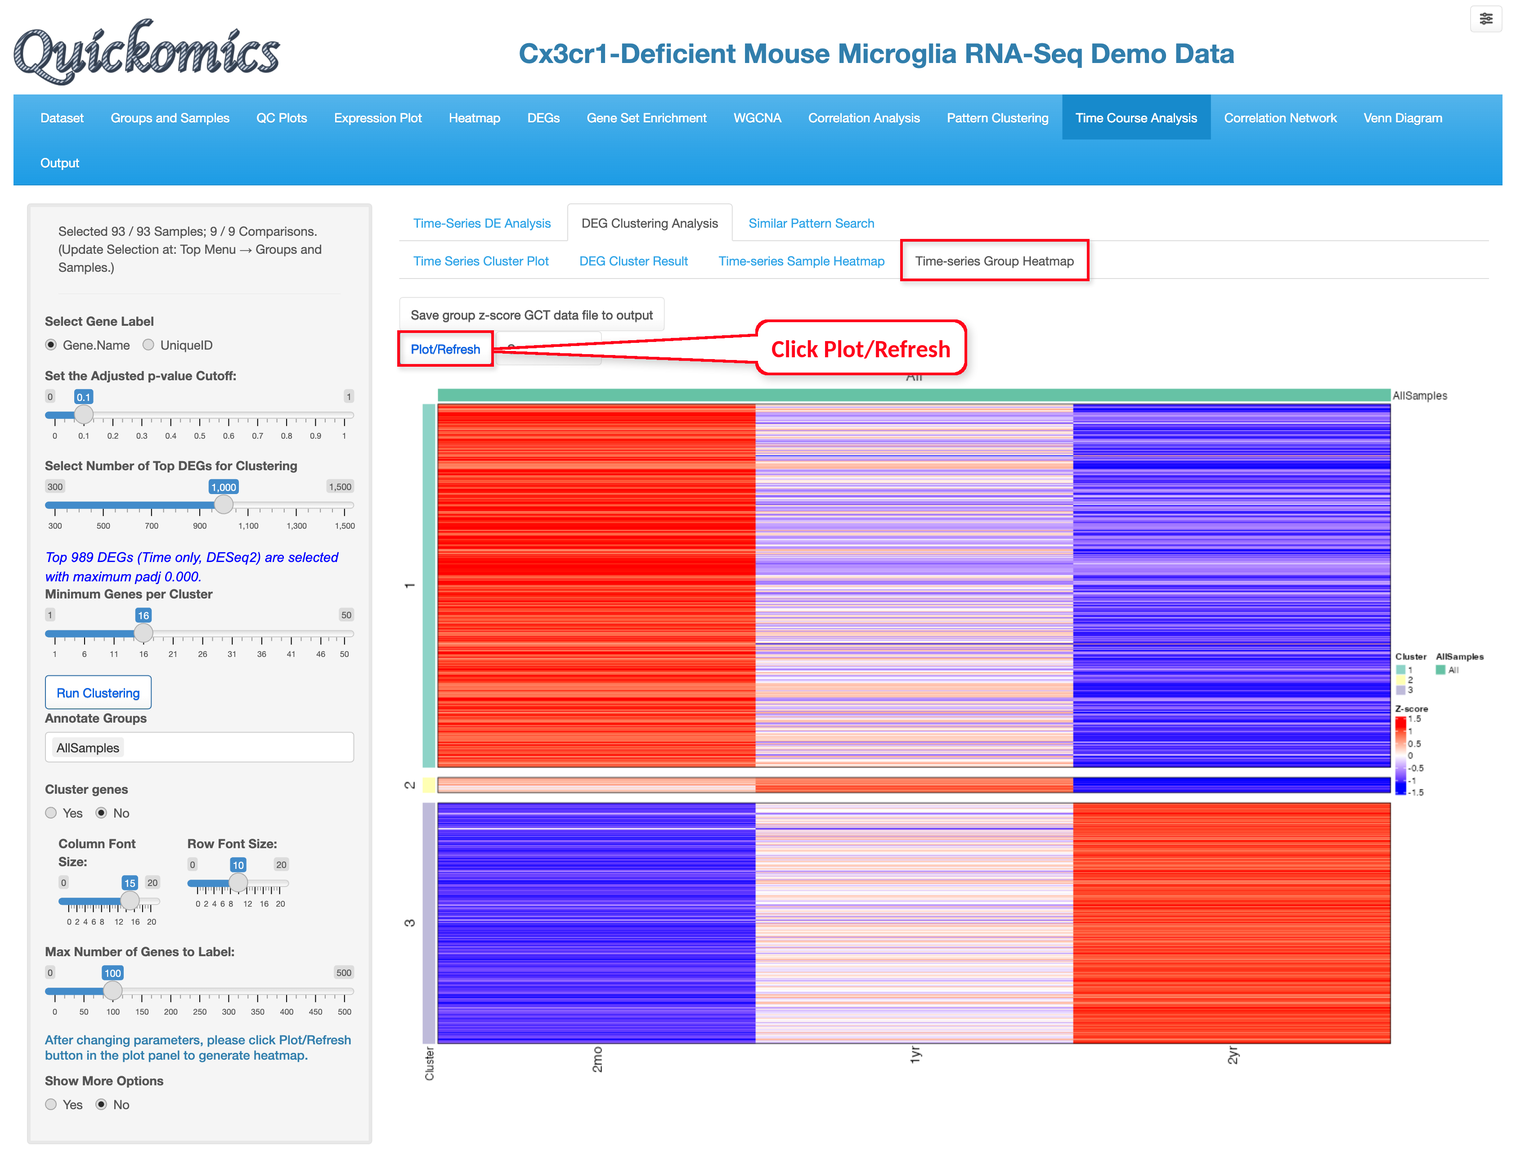 Quickomics
Cx3cr1-Deficient Mouse Microglia RNA-Seq Demo Data
Dataset Groups and Samples QC Plots Expression Plot Heatmap DEGs Gene Set Enrichment WGCNA Correlation Analysis Pattern Clustering Time Course Analysis Correlation Network Venn Diagram
Output
Selected 93 / 93 Samples; 9 / 9 Comparisons.
(Update Selection at: Top Menu → Groups and
Samples.)
Select Gene Label
Gene.Name UniqueID
Set the Adjusted p-value Cutoff:
0 0.1 1
0 0.1 0.2 0.3 0.4 0.5 0.6 0.7 0.8 0.9 1
Select Number of Top DEGs for Clustering
300 1,000 1,500
300 500 700 900 1,100 1,300 1,500
Top 989 DEGs (Time only, DESeq2) are selected
with maximum padj 0.000.
Minimum Genes per Cluster
1 16 50
1 6 11 16 21 26 31 36 41 46 50
Run Clustering
Annotate Groups
AllSamples
Cluster genes
Yes No
Column Font
Size:
0 15 20
0 2 4 6 8 12 16 20
Row Font Size:
0 10 20
0 2 4 6 8 12 16 20
Max Number of Genes to Label:
0 100 500
0 50 100 150 200 250 300 350 400 450 500
After changing parameters, please click Plot/Refresh
button in the plot panel to generate heatmap.
Show More Options
Yes No
Time-Series DE Analysis DEG Clustering Analysis Similar Pattern Search
Time Series Cluster Plot DEG Cluster Result Time-series Sample Heatmap Time-series Group Heatmap
Save group z-score GCT data file to output
Plot/Refresh
Click Plot/Refresh
All
AllSamples
1
2
3
Cluster
2mo
1yr
2yr
Cluster AllSamples
1 All
2
3
Z-score
1.5
1
0.5
0
-0.5
-1
-1.5